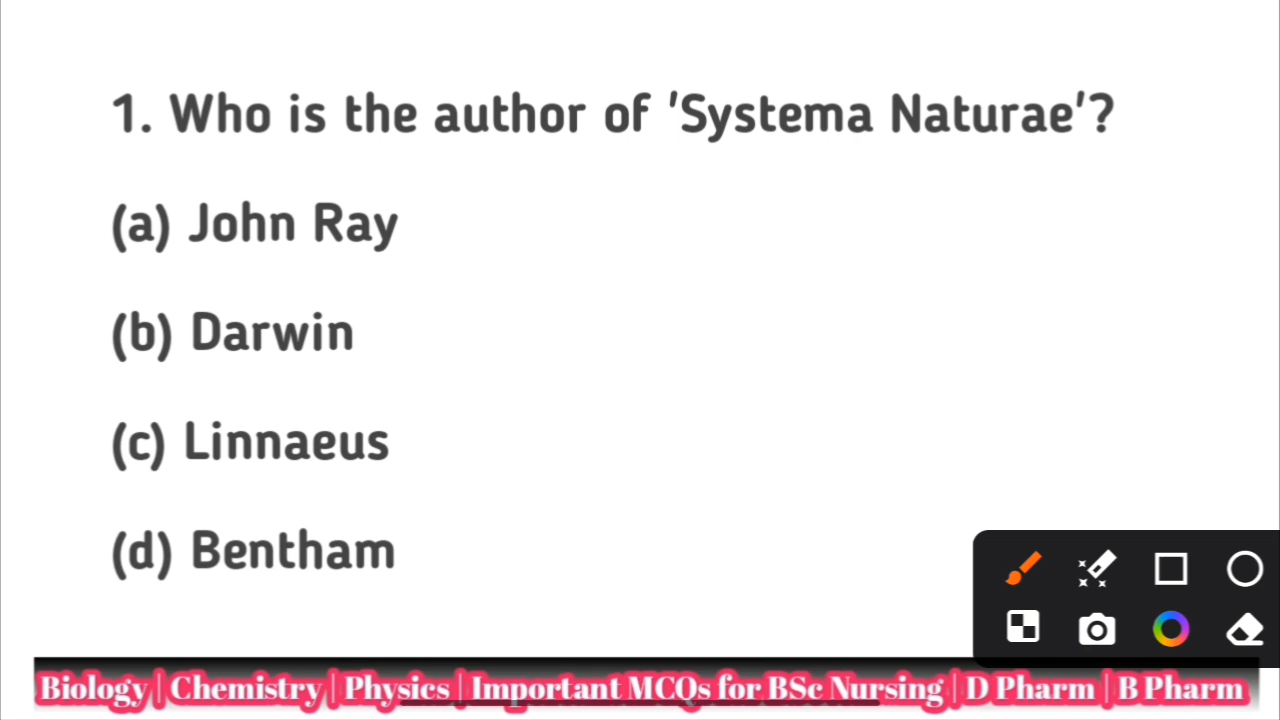 1. Who is the author of 'Systema Naturae'?
(a) John Ray
(b) Darwin
(c) Linnaeus
(d) Bentham
Biology | Chemistry | Physics | Important MCQs for BSc Nursing | D Pharm | B Pharm